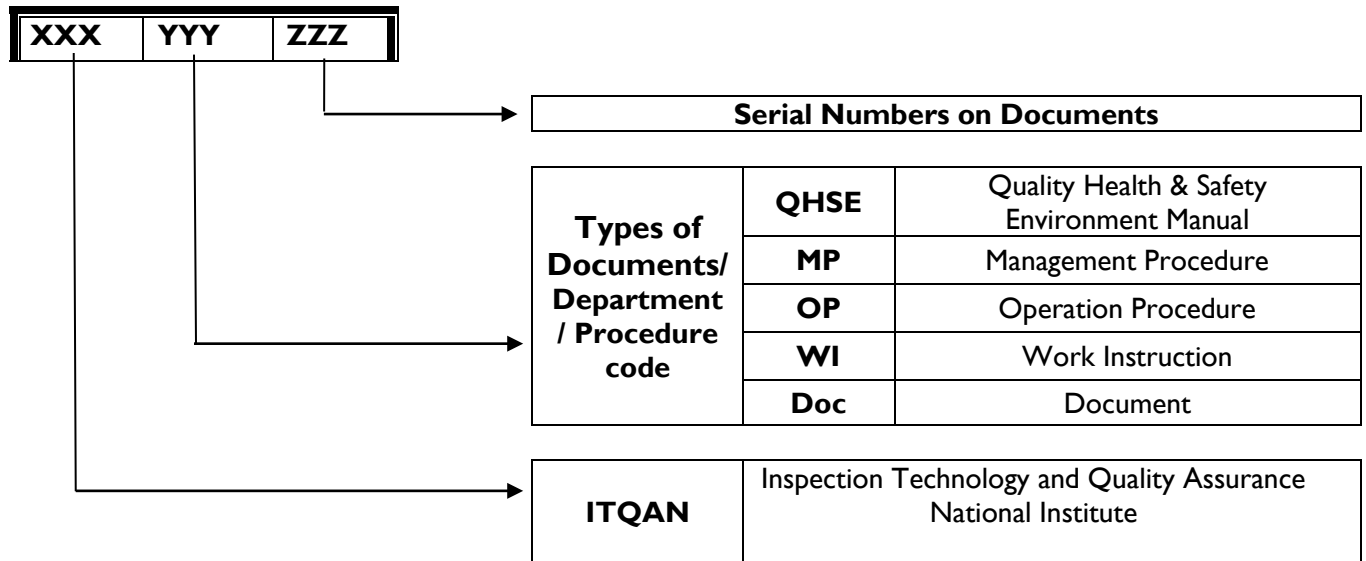 XXX YYY ZZZ
Serial Numbers on Documents
Types of
Documents/
Department
/ Procedure
code
QHSE
Quality Health & Safety
Environment Manual
MP
Management Procedure
OP
Operation Procedure
WI
Work Instruction
Doc
Document
ITQAN
Inspection Technology and Quality Assurance
National Institute